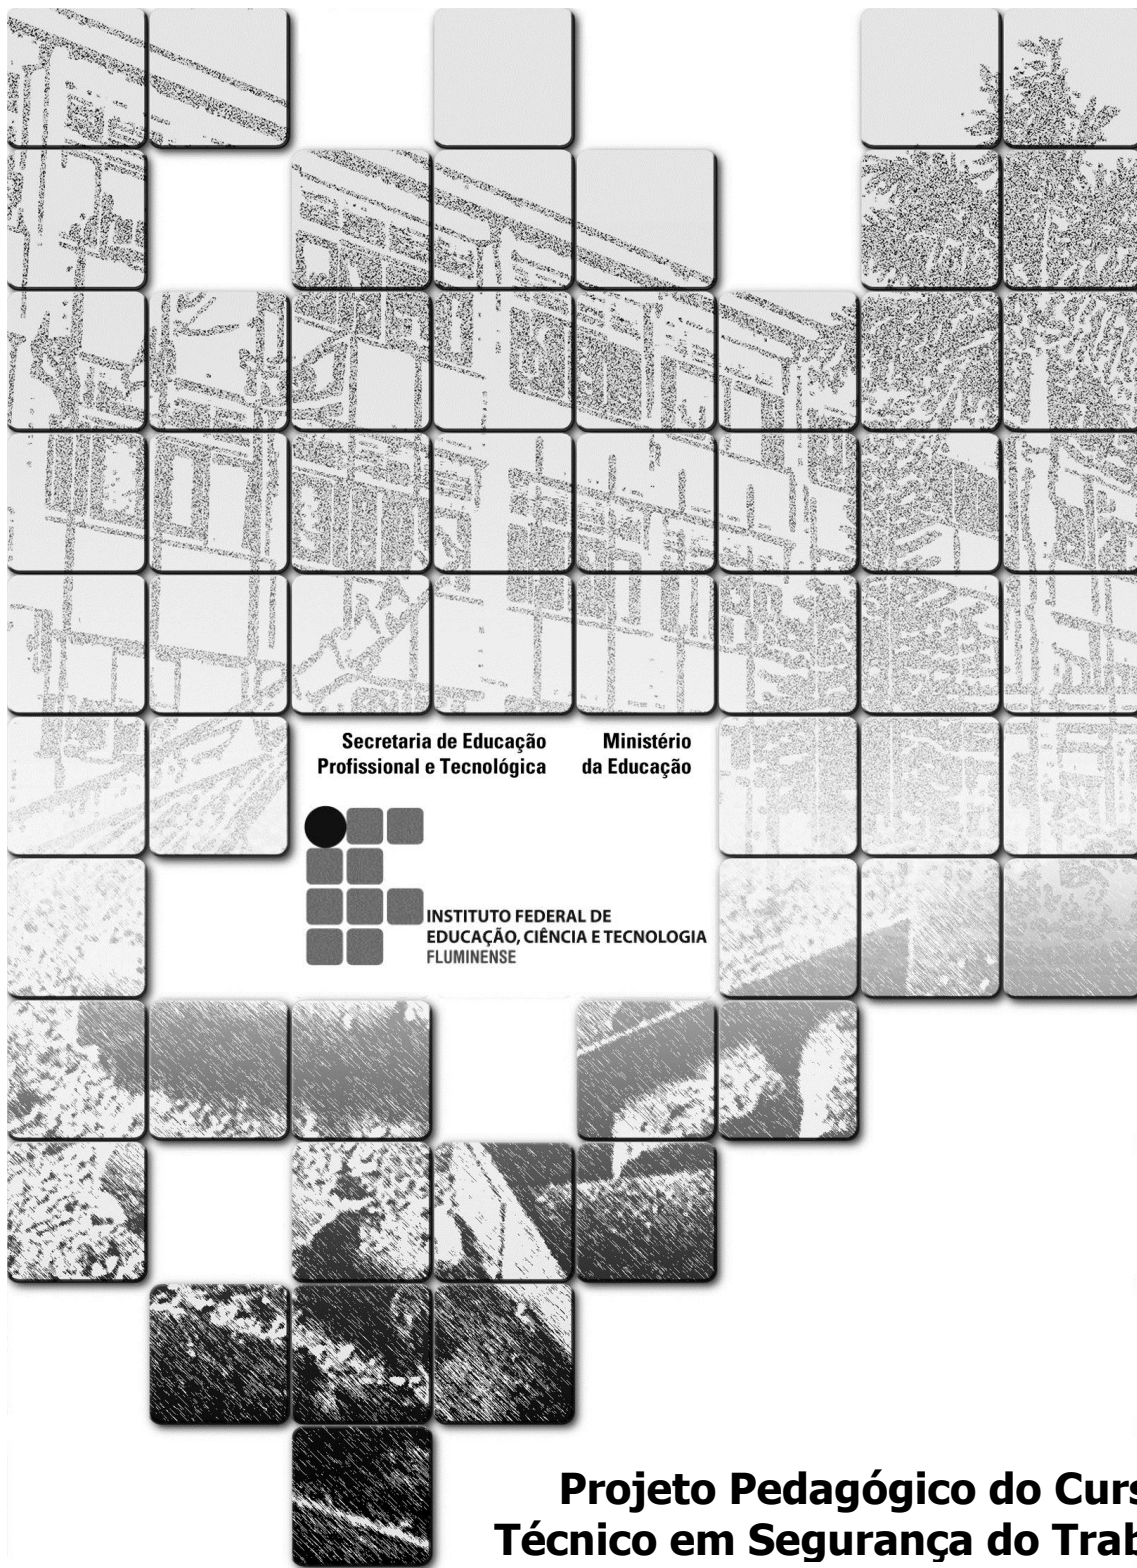 Secretaria de Educação
Profissional e Tecnológica
Ministério
da Educação
INSTITUTO FEDERAL DE
EDUCAÇÃO, CIÊNCIA E TECNOLOGIA
FLUMINENSE
Projeto Pedagógico do Curs
Técnico em Segurança do Trab